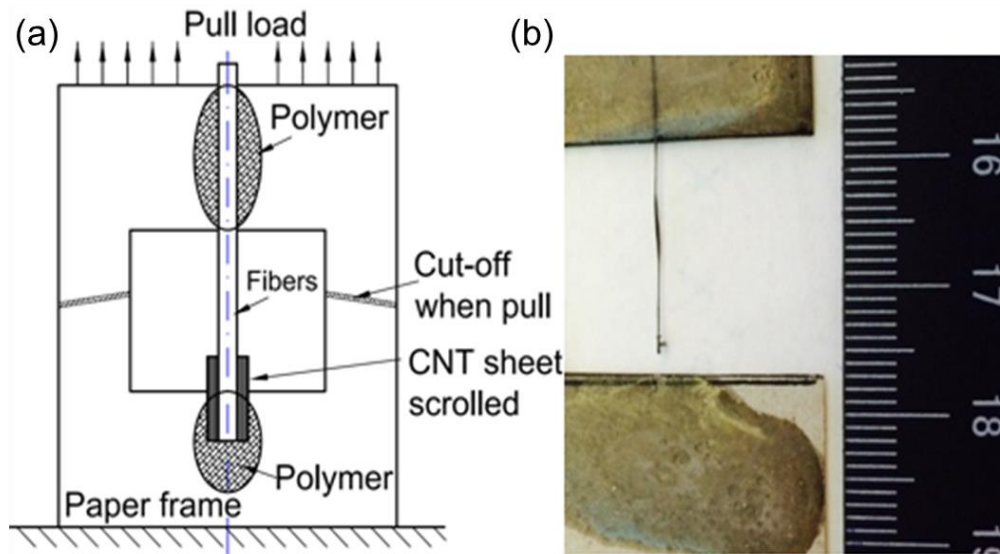 (a)
Pull load
Polymer
Fibers
Cut-off
when pull
CNT sheet
scrolled
Polymer
Paper frame
(b)
16
17
18